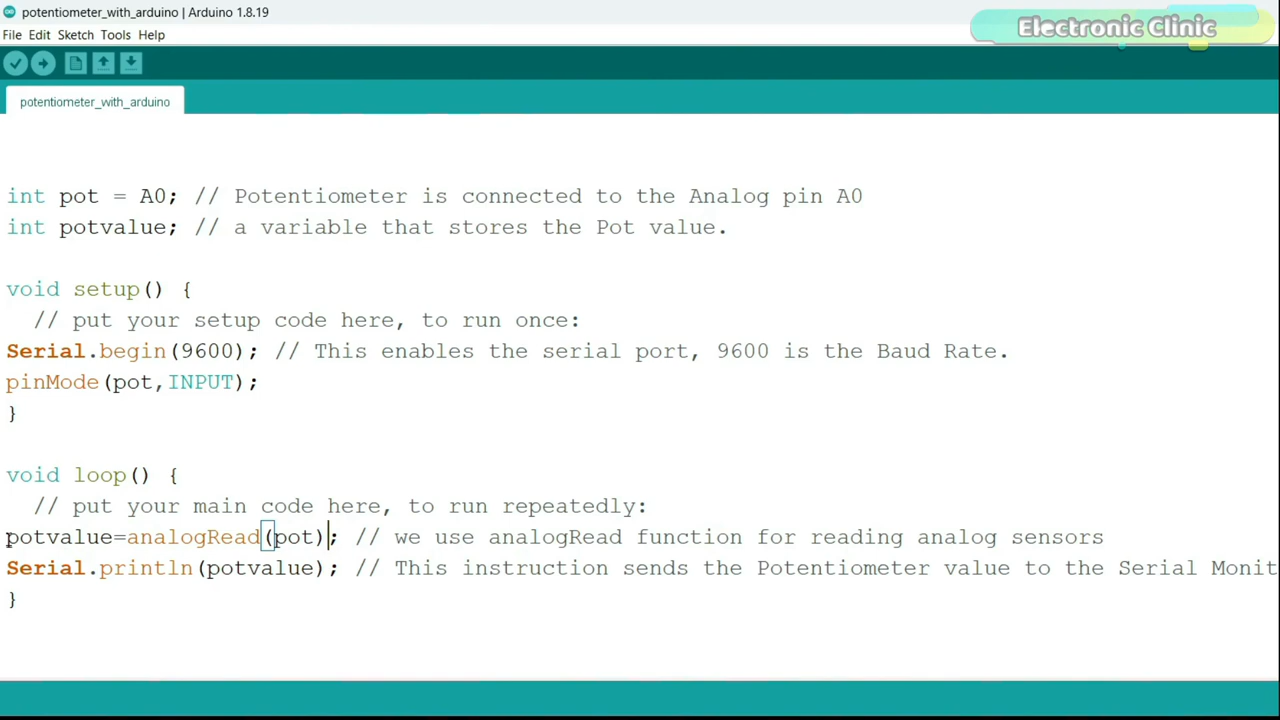 potentiometer_with_arduino | Arduino 1.8.19
Electronic Clinic
File Edit Sketch Tools Help
potentiometer_with_arduino
int pot = A0; // Potentiometer is connected to the Analog pin A0
int potvalue; // a variable that stores the Pot value.
void setup() {
// put your setup code here, to run once:
Serial.begin(9600); // This enables the serial port, 9600 is the Baud Rate.
pinMode(pot,INPUT);
}
void loop() {
// put your main code here, to run repeatedly:
potvalue=analogRead(pot); // we use analogRead function for reading analog sensors
Serial.println(potvalue); // This instruction sends the Potentiometer value to the Serial Monit
}